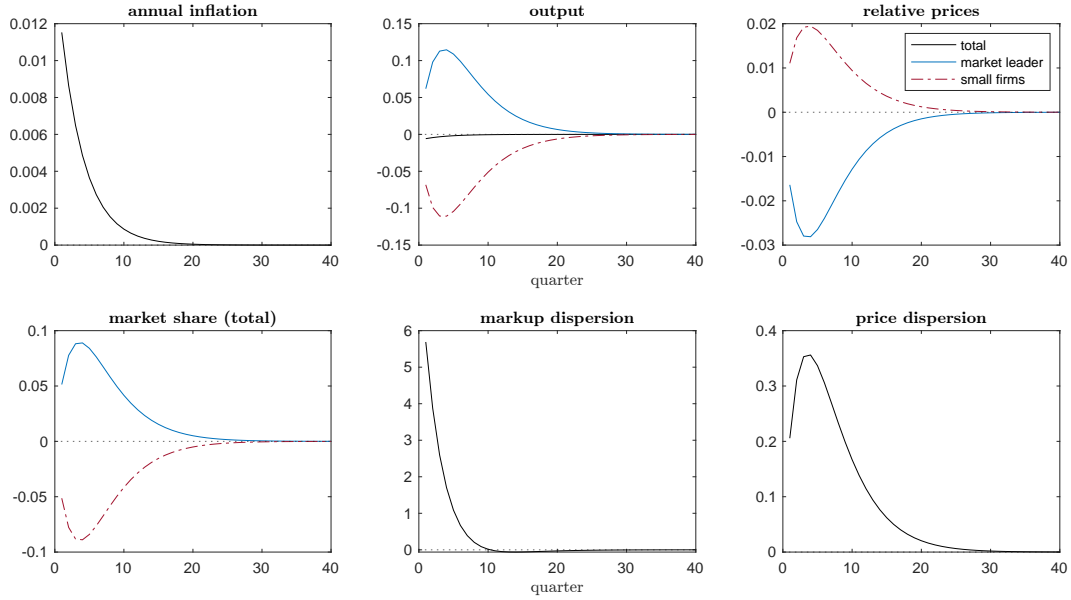 annual inflation
0.012
0.01
0.008
0.006
0.004
0.002
0
0 10 20 30 40
output
0.15
0.1
0.05
0
-0.05
-0.1
-0.15
0 10 20 30 40
quarter
relative prices
0.02
0.01
0
-0.01
-0.02
-0.03
0 10 20 30 40
total
market leader
small firms
market share (total)
0.1
0.05
0
-0.05
-0.1
0 10 20 30 40
markup dispersion
6
5
4
3
2
1
0
0 10 20 30 40
quarter
price dispersion
0.4
0.3
0.2
0.1
0
0 10 20 30 40